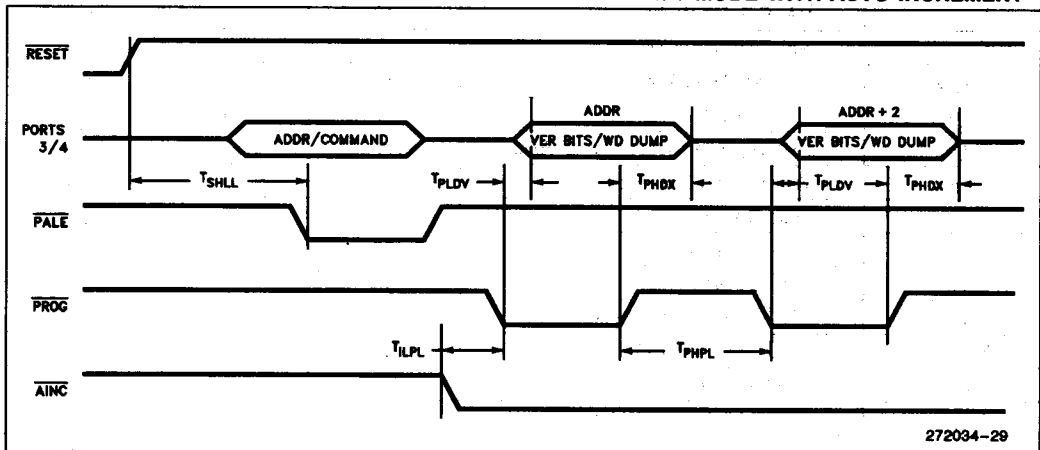 RESET
PORTS
3/4
ADDR/COMMAND
ADDR
VER BITS/WD DUMP
ADDR + 2
VER BITS/WD DUMP
TSHLL
TPLDV
TPHDX
TPLDV
TPHDX
PALE
PROG
TILPL
TPHPL
AINC
272034-29